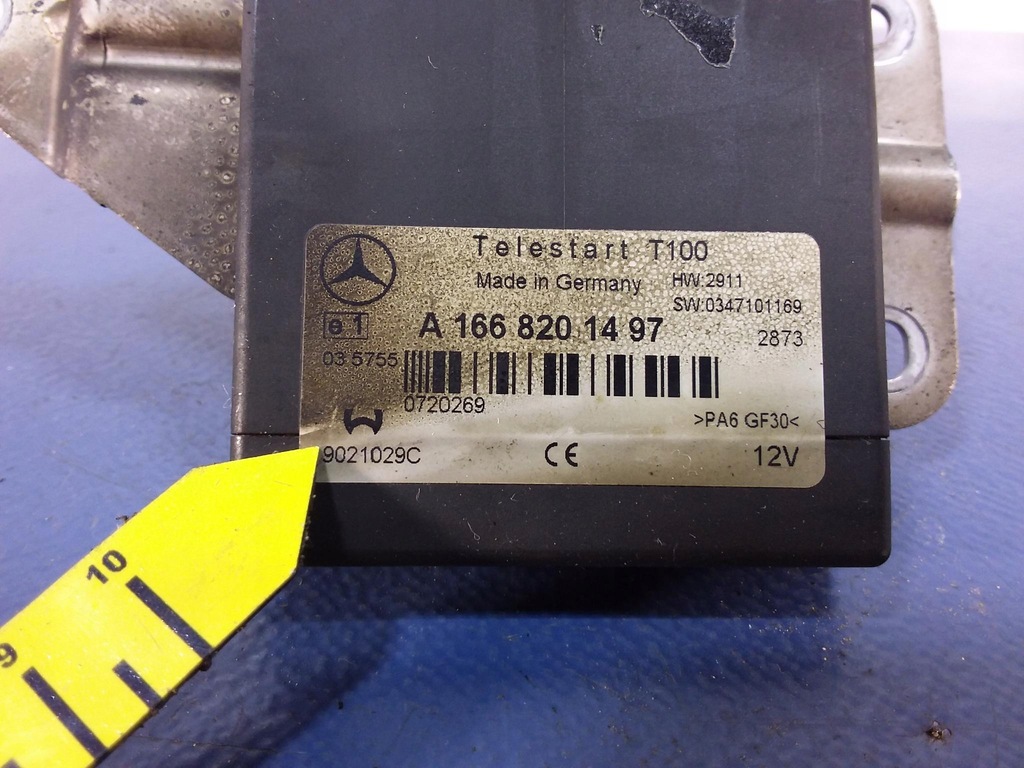 Telestart T100
Made in Germany HW:2911
SW:0347101169
e 1 A 166 820 14 97 2873
03 5755
0720269
>PA6 GF30<
9021029C CE 12V
10
9